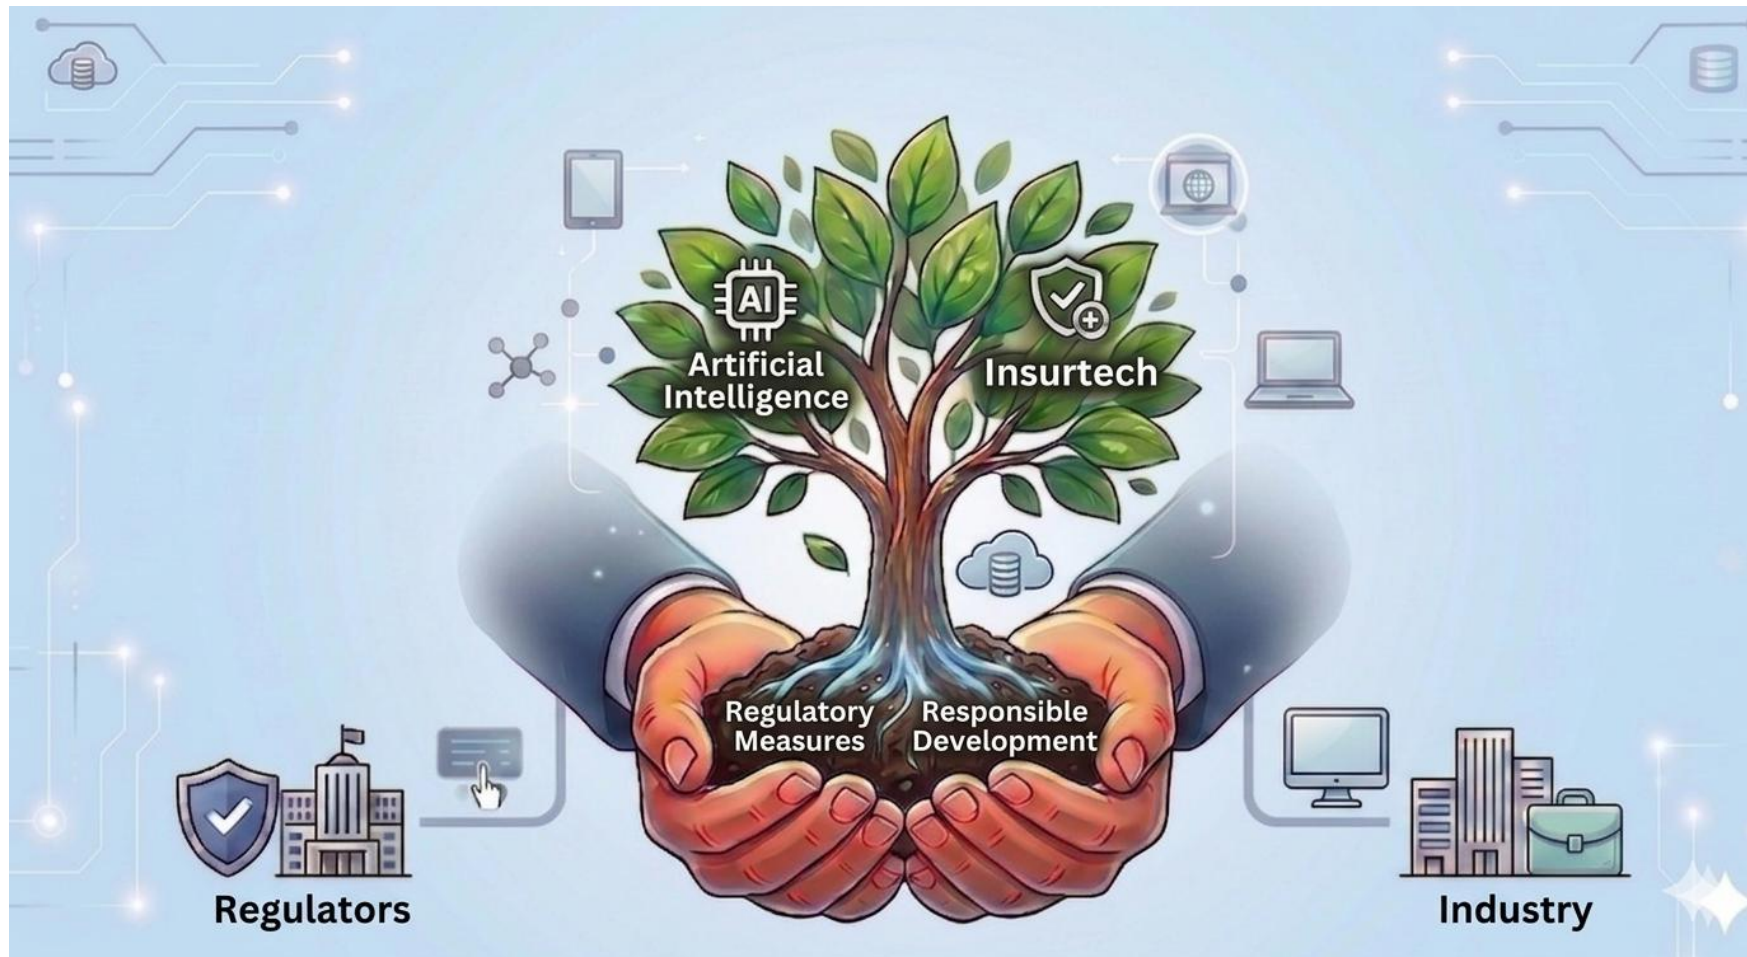 AI
Artificial
Intelligence
Insurtech
Regulatory
Measures
Responsible
Development
Regulators
Industry